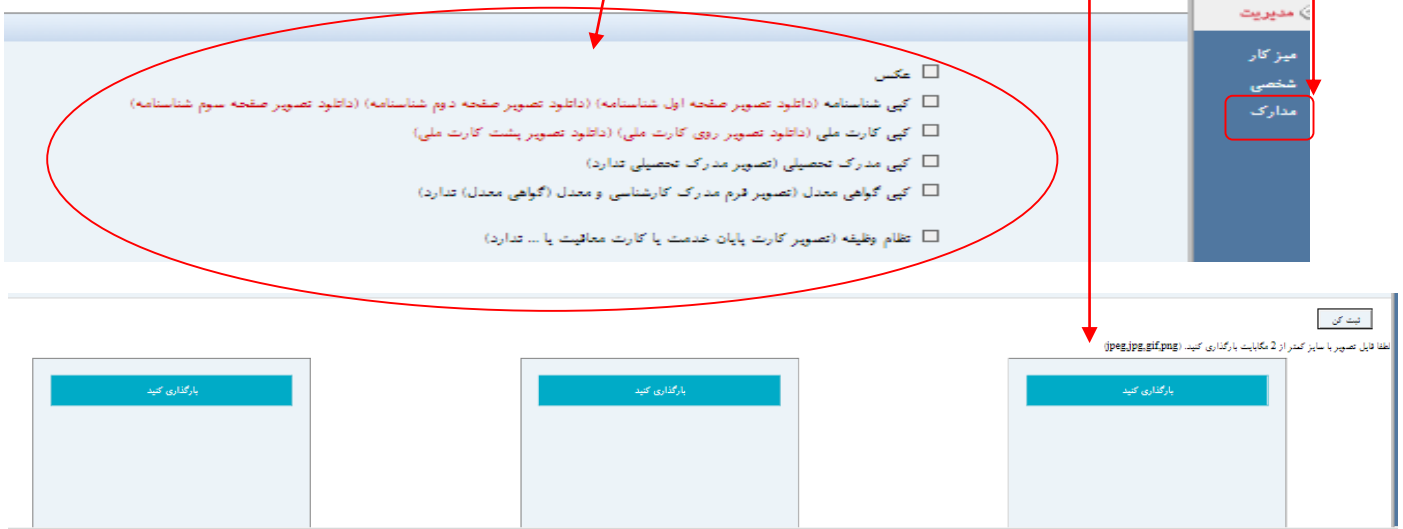 مدیریت
میز کار
شخصی
مدارک
عکس
کپی شناسنامه (دانلود تصویر صفحه اول شناسنامه) (دانلود تصویر صفحه دوم شناسنامه) (دانلود تصویر صفحه سوم شناسنامه)
کپی کارت ملی (دانلود تصویر روی کارت ملی) (دانلود تصویر پشت کارت ملی)
کپی مدرک تحصیلی (تصویر مدرک تحصیلی ندارد)
کپی گواهی معدل (تصویر فرم مدرک کارشناسی و معدل (گواهی معدل) ندارد)
نظام وظیفه (تصویر کارت پایان خدمت یا کارت معافیت یا ... ندارد)
ثبت کن
لطفا فایل تصویر با سایز کمتر از 2 مگابایت بارگذاری کنید. (jpeg,jpg,gif,png)
بارگذاری کنید
بارگذاری کنید
بارگذاری کنید